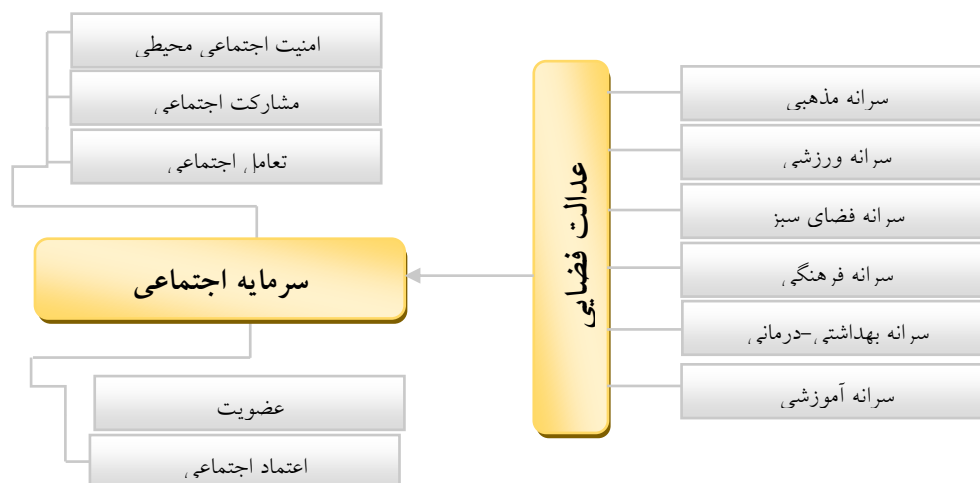 سرانه مذهبی
سرانه ورزشی
سرانه فضای سبز
سرانه فرهنگی
سرانه بهداشتی-درمانی
سرانه آموزشی
عدالت فضایی
امنیت اجتماعی محیطی
مشارکت اجتماعی
تعامل اجتماعی
سرمایه اجتماعی
عضویت
اعتماد اجتماعی